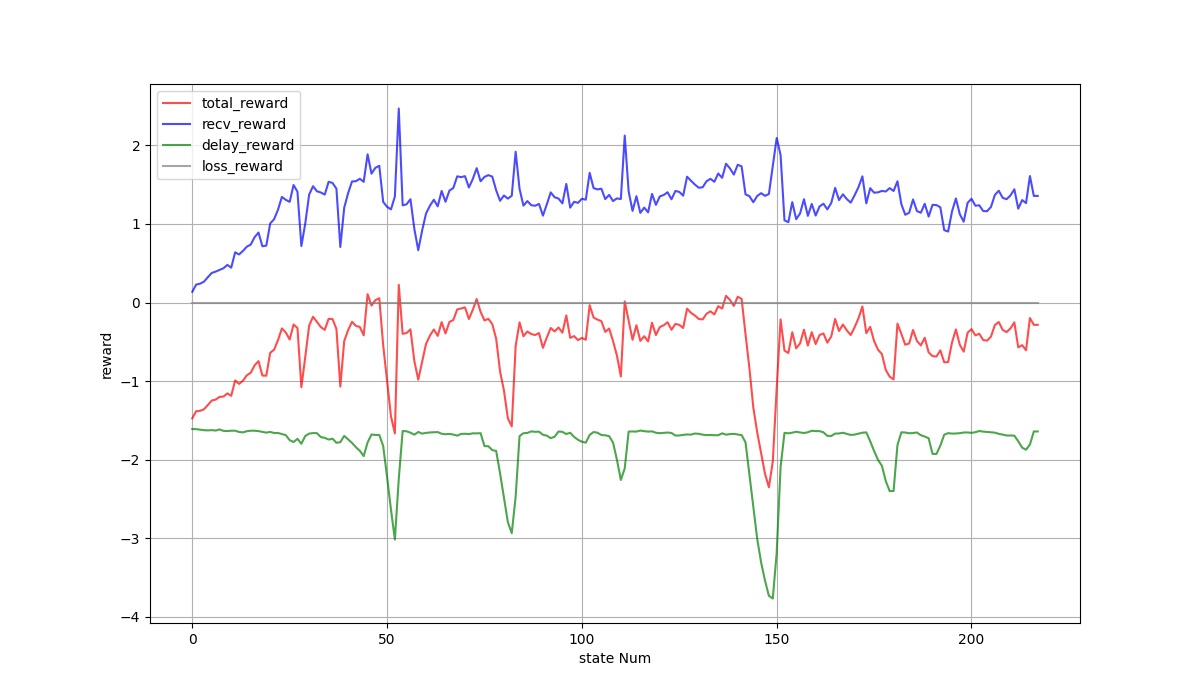 total_reward
recv_reward
delay_reward
loss_reward
reward
2
1
0
−1
−2
−3
−4
0 50 100 150 200
state Num